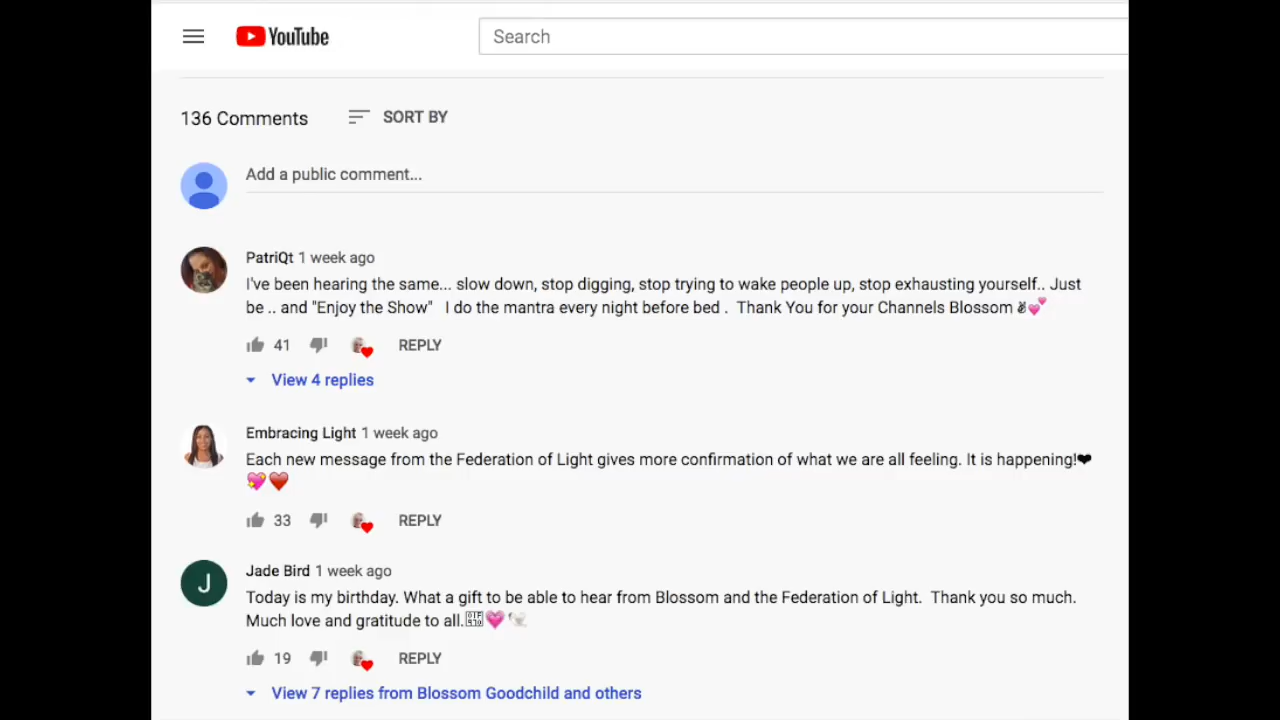 YouTube
Search
136 Comments
SORT BY
Add a public comment...
PatriQt 1 week ago
I've been hearing the same... slow down, stop digging, stop trying to wake people up, stop exhausting yourself.. Just
be .. and "Enjoy the Show" I do the mantra every night before bed . Thank You for your Channels Blossom ✌💕
41
REPLY
View 4 replies
Embracing Light 1 week ago
Each new message from the Federation of Light gives more confirmation of what we are all feeling. It is happening!❤
💖❤️
33
REPLY
Jade Bird 1 week ago
Today is my birthday. What a gift to be able to hear from Blossom and the Federation of Light. Thank you so much.
Much love and gratitude to all.💗🕊
19
REPLY
View 7 replies from Blossom Goodchild and others
J